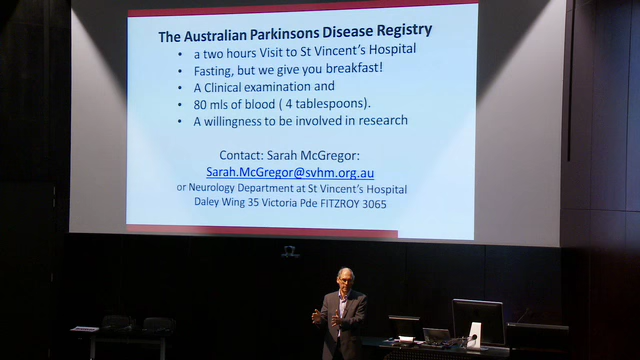 The Australian Parkinsons Disease Registry
• a two hours Visit to St Vincent's Hospital
• Fasting, but we give you breakfast!
• A Clinical examination and
• 80 mls of blood ( 4 tablespoons).
• A willingness to be involved in research
Contact: Sarah McGregor:
Sarah.McGregor@svhm.org.au
or Neurology Department at St Vincent's Hospital
Daley Wing 35 Victoria Pde FITZROY 3065